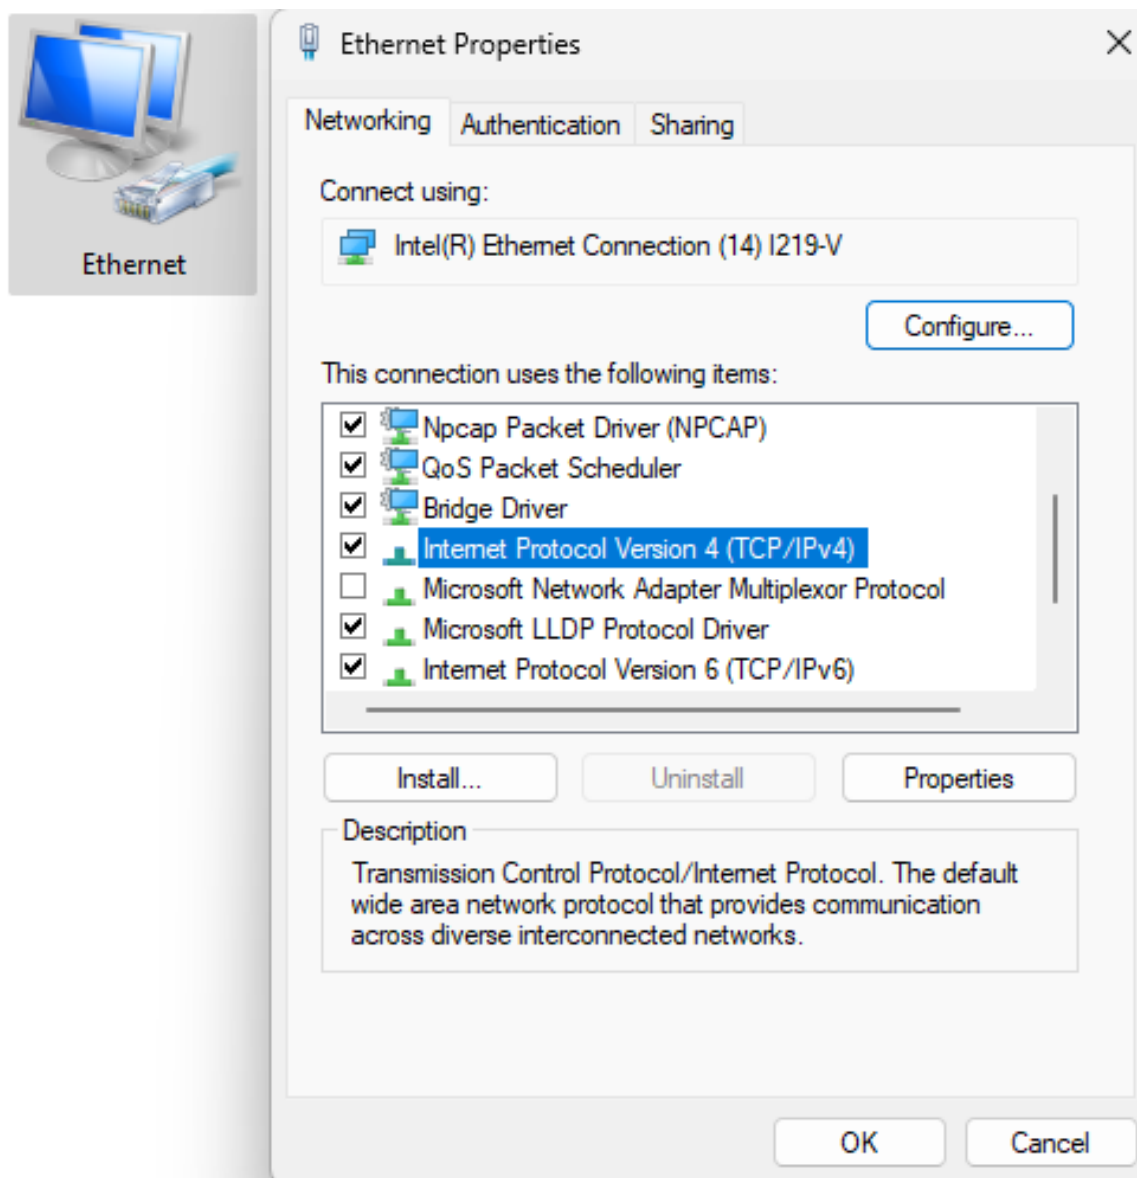 Ethernet
Ethernet Properties
Networking
Authentication
Sharing
Connect using:
Intel(R) Ethernet Connection (14) I219-V
Configure...
This connection uses the following items:
Npcap Packet Driver (NPCAP)
QoS Packet Scheduler
Bridge Driver
Internet Protocol Version 4 (TCP/IPv4)
Microsoft Network Adapter Multiplexor Protocol
Microsoft LLDP Protocol Driver
Internet Protocol Version 6 (TCP/IPv6)
Install...
Uninstall
Properties
Description
Transmission Control Protocol/Internet Protocol. The default
wide area network protocol that provides communication
across diverse interconnected networks.
OK
Cancel